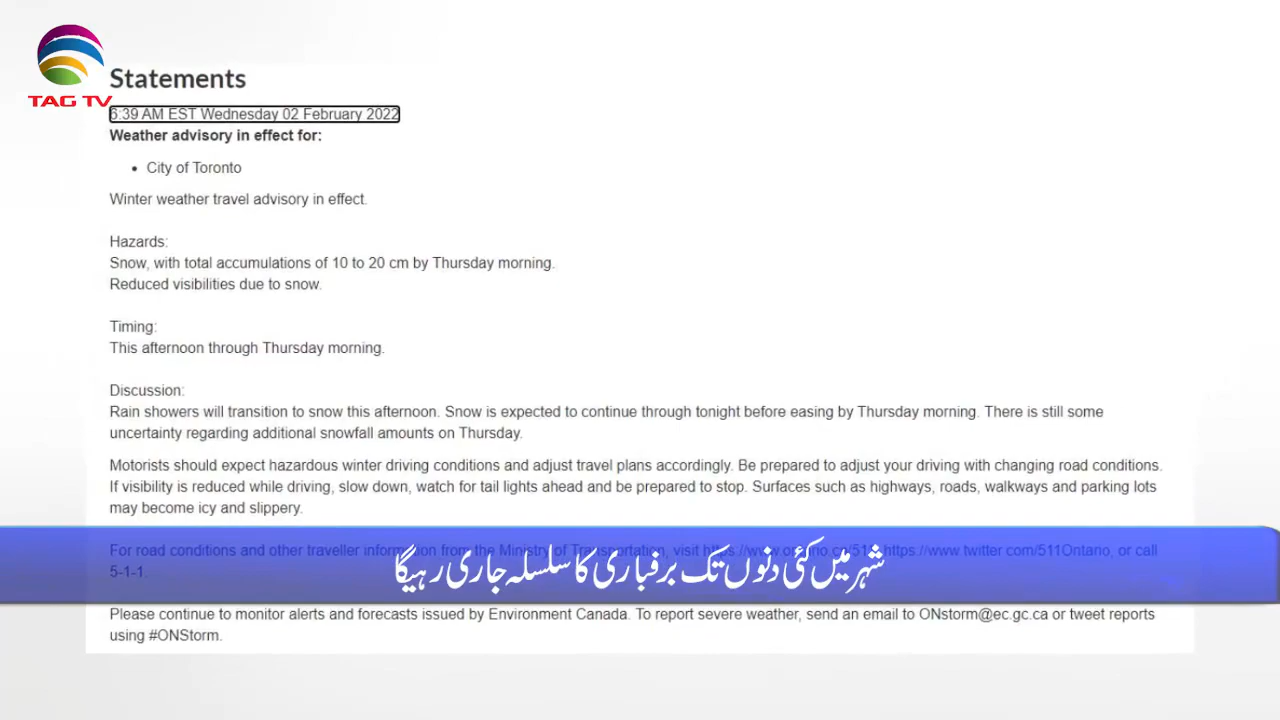 TAG TV
Statements
6:39 AM EST Wednesday 02 February 2022
Weather advisory in effect for:
• City of Toronto
Winter weather travel advisory in effect.
Hazards:
Snow, with total accumulations of 10 to 20 cm by Thursday morning.
Reduced visibilities due to snow.
Timing:
This afternoon through Thursday morning.
Discussion:
Rain showers will transition to snow this afternoon. Snow is expected to continue through tonight before easing by Thursday morning. There is still some
uncertainty regarding additional snowfall amounts on Thursday.
Motorists should expect hazardous winter driving conditions and adjust travel plans accordingly. Be prepared to adjust your driving with changing road conditions.
If visibility is reduced while driving, slow down, watch for tail lights ahead and be prepared to stop. Surfaces such as highways, roads, walkways and parking lots
may become icy and slippery.
For road conditions and other traveller information from the Ministry of Transportation, visit https://www.ontario.ca/511, https://www.twitter.com/511Ontario, or call
5-1-1.
شہر میں کئی دنوں تک برفباری کا سلسلہ جاری رہیگا
Please continue to monitor alerts and forecasts issued by Environment Canada. To report severe weather, send an email to ONstorm@ec.gc.ca or tweet reports
using #ONStorm.